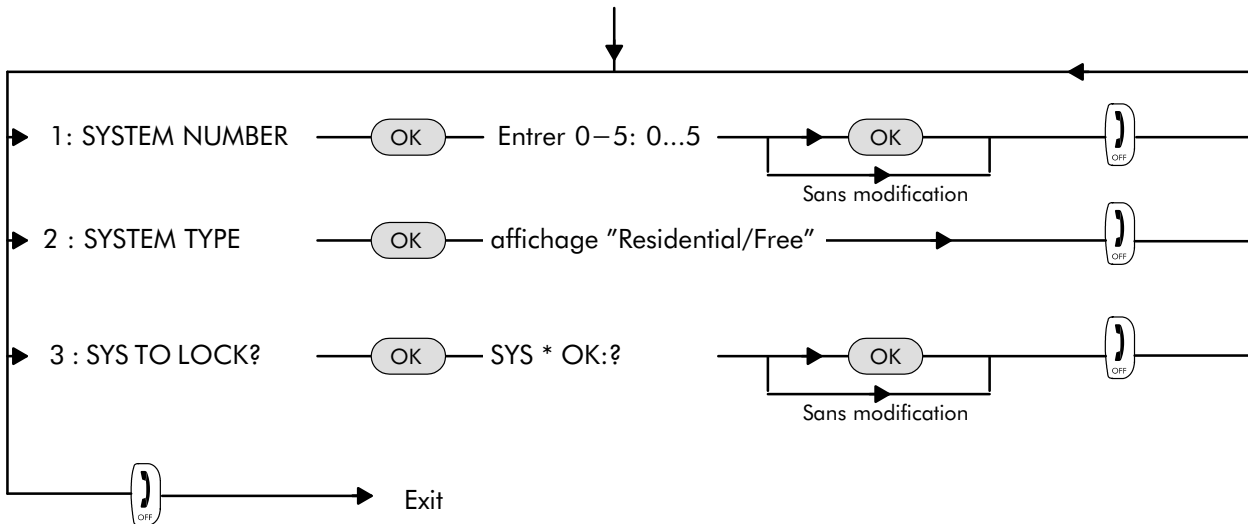 1: SYSTEM NUMBER OK Entrer 0–5: 0...5 OK OFF
Sans modification
2 : SYSTEM TYPE OK affichage "Residential/Free" OFF
3 : SYS TO LOCK? OK SYS * OK:? OK OFF
Sans modification
OFF Exit